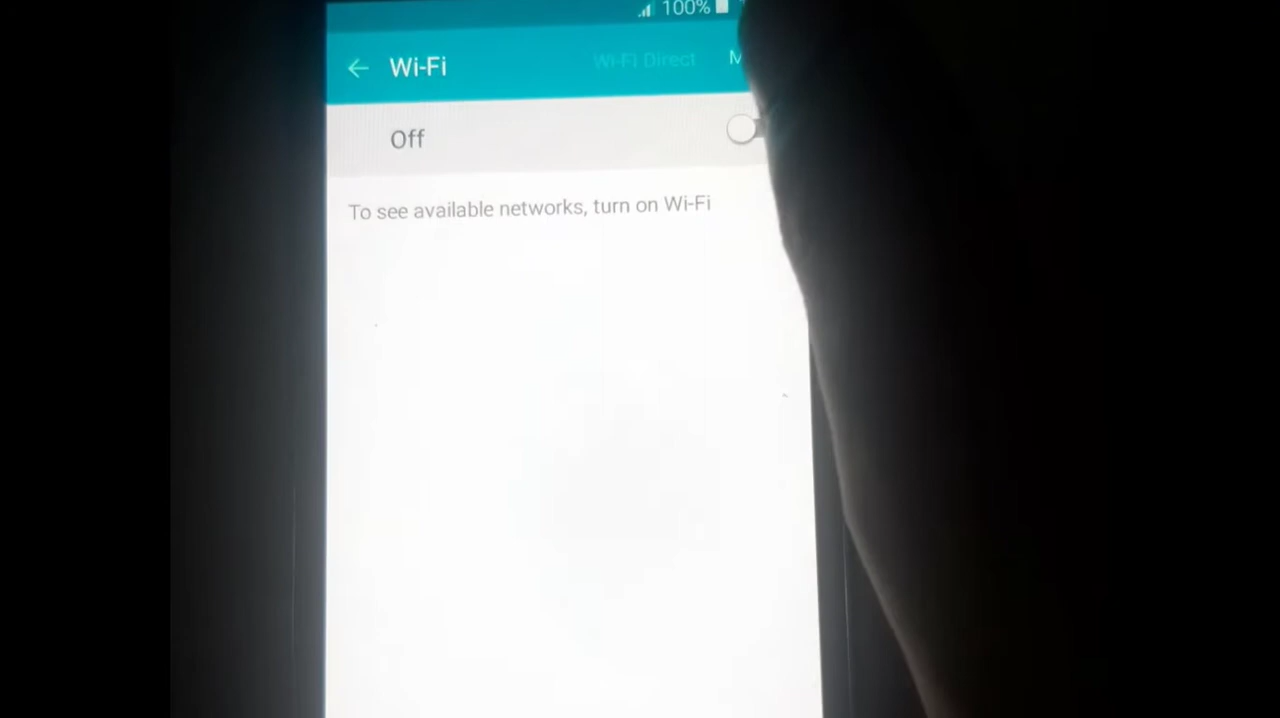 100%
Wi-Fi Wi-Fi Direct
Off
To see available networks, turn on Wi-Fi